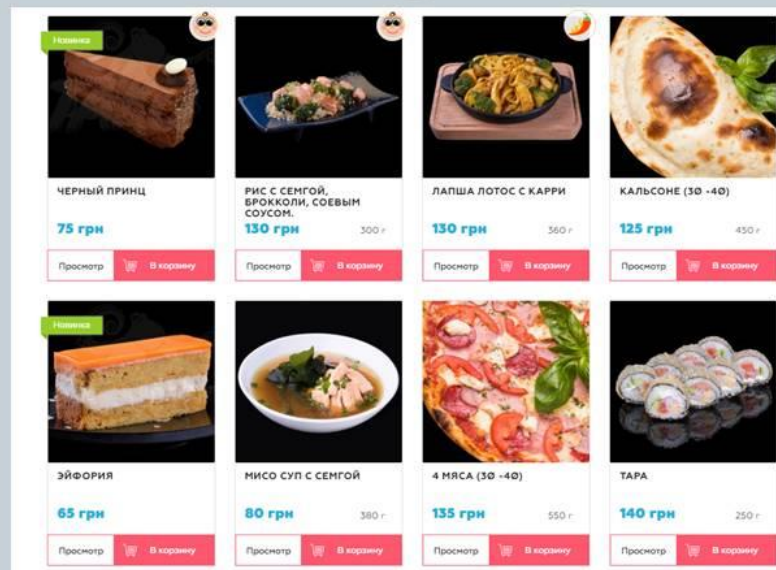 Новинка
ЧЕРНЫЙ ПРИНЦ
75 грн
Просмотр В корзину
РИС С СЕМГОЙ,
БРОККОЛИ, СОЕВЫМ
СОУСОМ.
130 грн 300 г
Просмотр В корзину
ЛАПША ЛОТОС С КАРРИ
130 грн 360 г
Просмотр В корзину
КАЛЬСОНЕ (30 -40)
125 грн 450 г
Просмотр В корзину
Новинка
ЭЙФОРИЯ
65 грн
Просмотр В корзину
МИСО СУП С СЕМГОЙ
80 грн 380 г
Просмотр В корзину
4 МЯСА (30 -40)
135 грн 550 г
Просмотр В корзину
ТАРА
140 грн 250 г
Просмотр В корзину